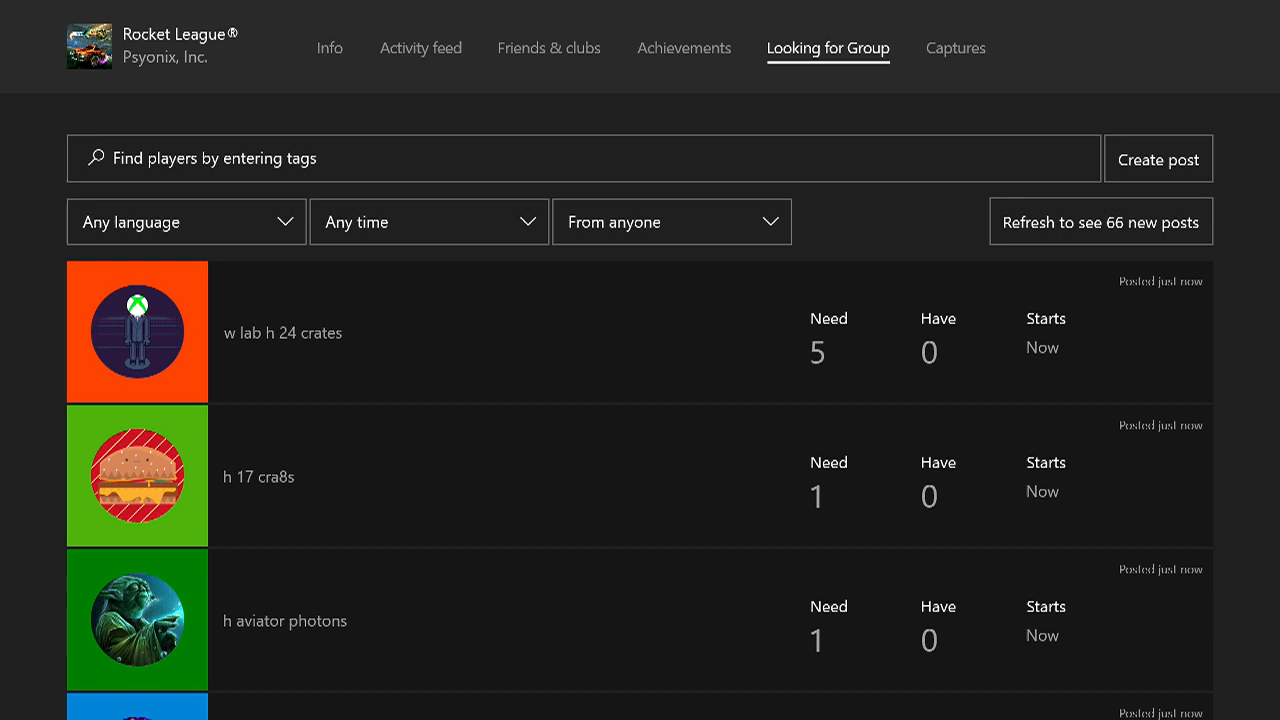 Rocket League®
Psyonix, Inc.
Info Activity feed Friends & clubs Achievements Looking for Group Captures
Find players by entering tags
Create post
Any language Any time From anyone Refresh to see 66 new posts
Posted just now
w lab h 24 crates
Need Have Starts
5 0 Now
Posted just now
h 17 cra8s
Need Have Starts
1 0 Now
Posted just now
h aviator photons
Need Have Starts
1 0 Now
Posted just now